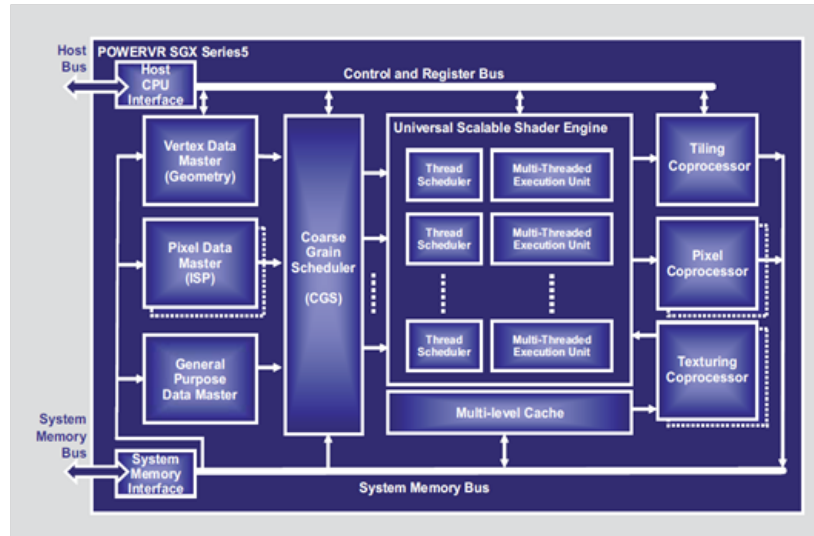 Host
Bus
POWERVR SGX Series5
Host
CPU
Interface
Control and Register Bus
Vertex Data
Master
(Geometry)
Pixel Data
Master
(ISP)
General
Purpose
Data Master
Coarse
Grain
Scheduler
(CGS)
Universal Scalable Shader Engine
Thread
Scheduler
Multi-Threaded
Execution Unit
Thread
Scheduler
Multi-Threaded
Execution Unit
Thread
Scheduler
Multi-Threaded
Execution Unit
Multi-level Cache
Tiling
Coprocessor
Pixel
Coprocessor
Texturing
Coprocessor
System
Memory
Bus
System
Memory
Interface
System Memory Bus